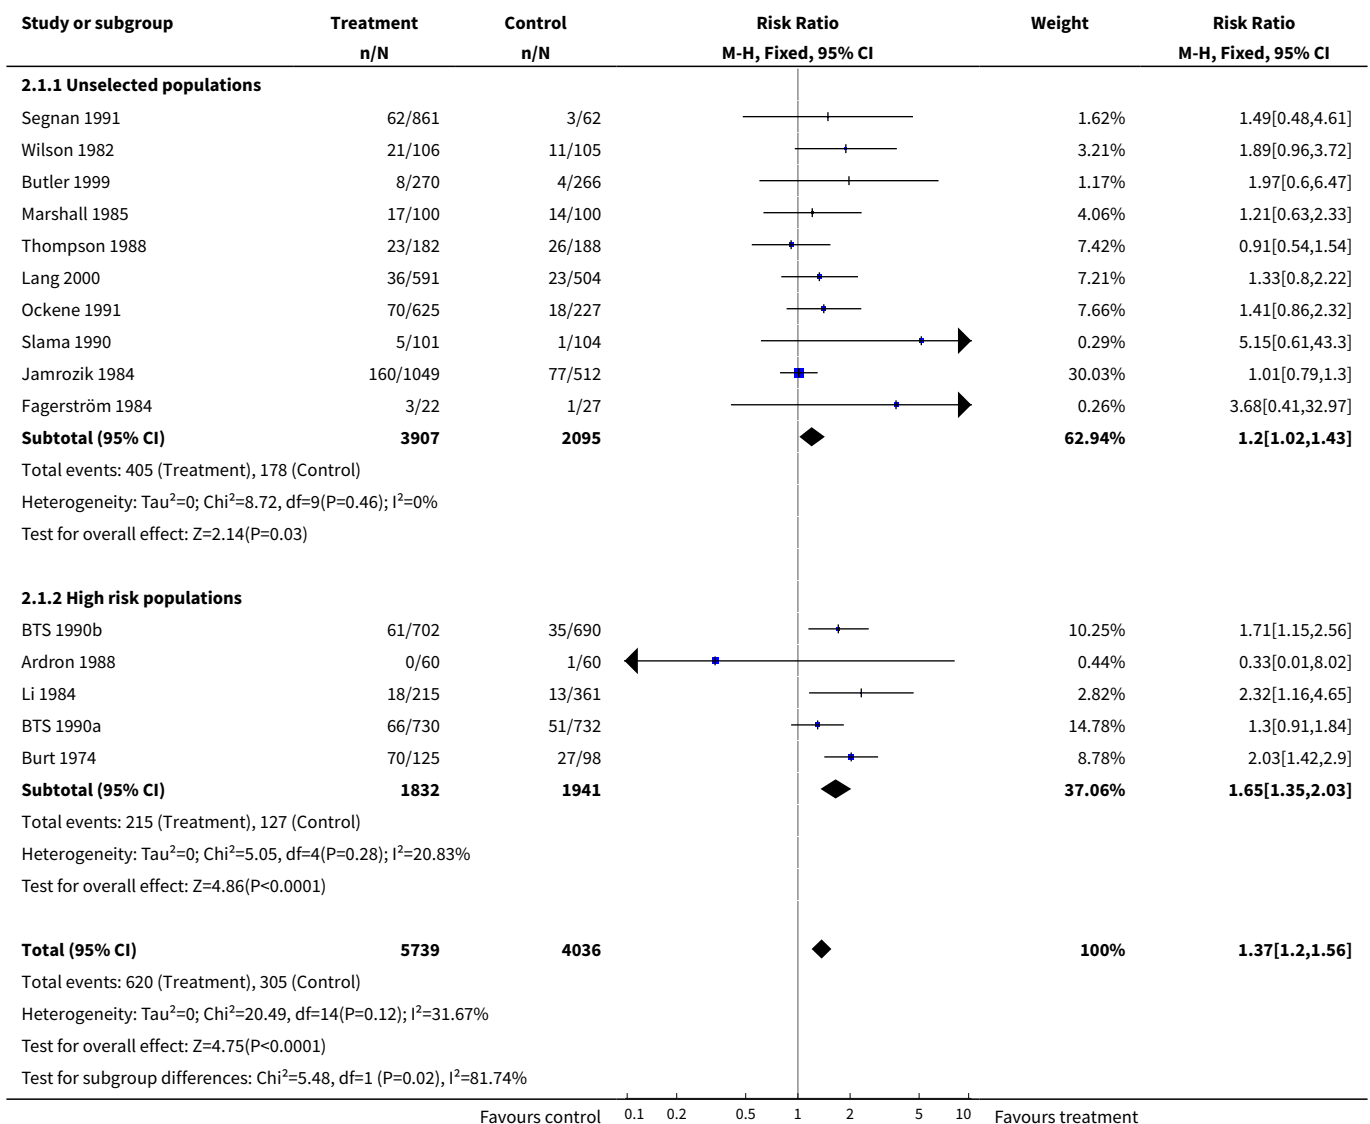 Study or subgroup Treatment Control Risk Ratio Weight Risk Ratio
n/N n/N M-H, Fixed, 95% CI M-H, Fixed, 95% CI
2.1.1 Unselected populations
Segnan 1991 62/861 3/62 1.62% 1.49[0.48,4.61]
Wilson 1982 21/106 11/105 3.21% 1.89[0.96,3.72]
Butler 1999 8/270 4/266 1.17% 1.97[0.6,6.47]
Marshall 1985 17/100 14/100 4.06% 1.21[0.63,2.33]
Thompson 1988 23/182 26/188 7.42% 0.91[0.54,1.54]
Lang 2000 36/591 23/504 7.21% 1.33[0.8,2.22]
Ockene 1991 70/625 18/227 7.66% 1.41[0.86,2.32]
Slama 1990 5/101 1/104 0.29% 5.15[0.61,43.3]
Jamrozik 1984 160/1049 77/512 30.03% 1.01[0.79,1.3]
Fagerström 1984 3/22 1/27 0.26% 3.68[0.41,32.97]
Subtotal (95% CI) 3907 2095 62.94% 1.2[1.02,1.43]
Total events: 405 (Treatment), 178 (Control)
Heterogeneity: Tau²=0; Chi²=8.72, df=9(P=0.46); I²=0%
Test for overall effect: Z=2.14(P=0.03)
2.1.2 High risk populations
BTS 1990b 61/702 35/690 10.25% 1.71[1.15,2.56]
Ardron 1988 0/60 1/60 0.44% 0.33[0.01,8.02]
Li 1984 18/215 13/361 2.82% 2.32[1.16,4.65]
BTS 1990a 66/730 51/732 14.78% 1.3[0.91,1.84]
Burt 1974 70/125 27/98 8.78% 2.03[1.42,2.9]
Subtotal (95% CI) 1832 1941 37.06% 1.65[1.35,2.03]
Total events: 215 (Treatment), 127 (Control)
Heterogeneity: Tau²=0; Chi²=5.05, df=4(P=0.28); I²=20.83%
Test for overall effect: Z=4.86(P<0.0001)
Total (95% CI) 5739 4036 100% 1.37[1.2,1.56]
Total events: 620 (Treatment), 305 (Control)
Heterogeneity: Tau²=0; Chi²=20.49, df=14(P=0.12); I²=31.67%
Test for overall effect: Z=4.75(P<0.0001)
Test for subgroup differences: Chi²=5.48, df=1 (P=0.02), I²=81.74%
Favours control 0.1 0.2 0.5 1 2 5 10 Favours treatment